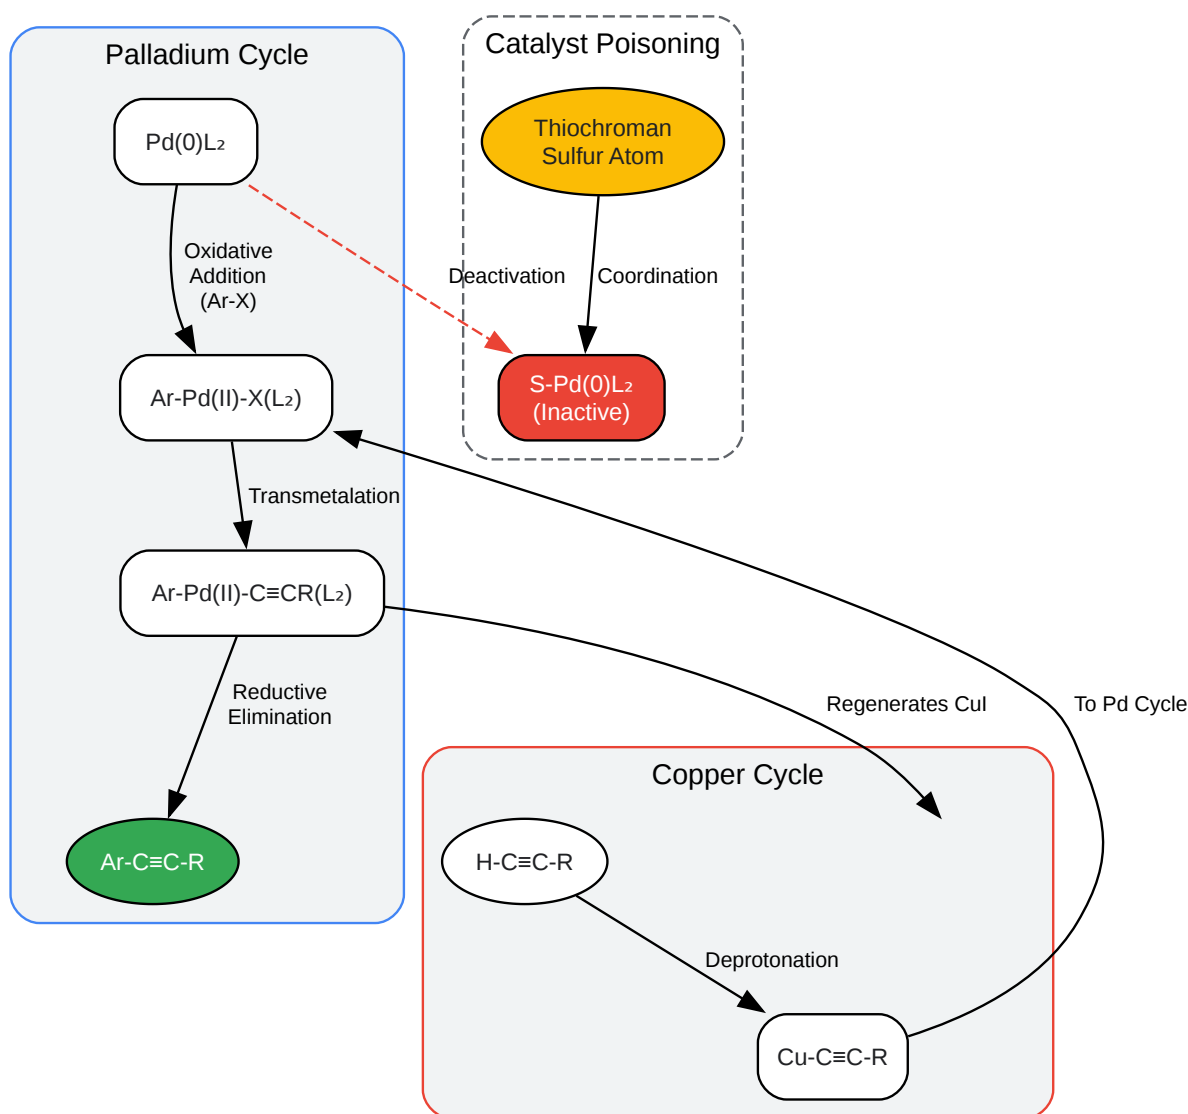 Palladium Cycle
Pd(0)L₂
Oxidative
Addition
(Ar-X)
Ar-Pd(II)-X(L₂)
Transmetalation
Ar-Pd(II)-C≡CR(L₂)
Reductive
Elimination
Ar-C≡C-R
Catalyst Poisoning
Thiochroman
Sulfur Atom
Deactivation
Coordination
S-Pd(0)L₂
(Inactive)
Regenerates CuI
To Pd Cycle
Copper Cycle
H-C≡C-R
Deprotonation
Cu-C≡C-R